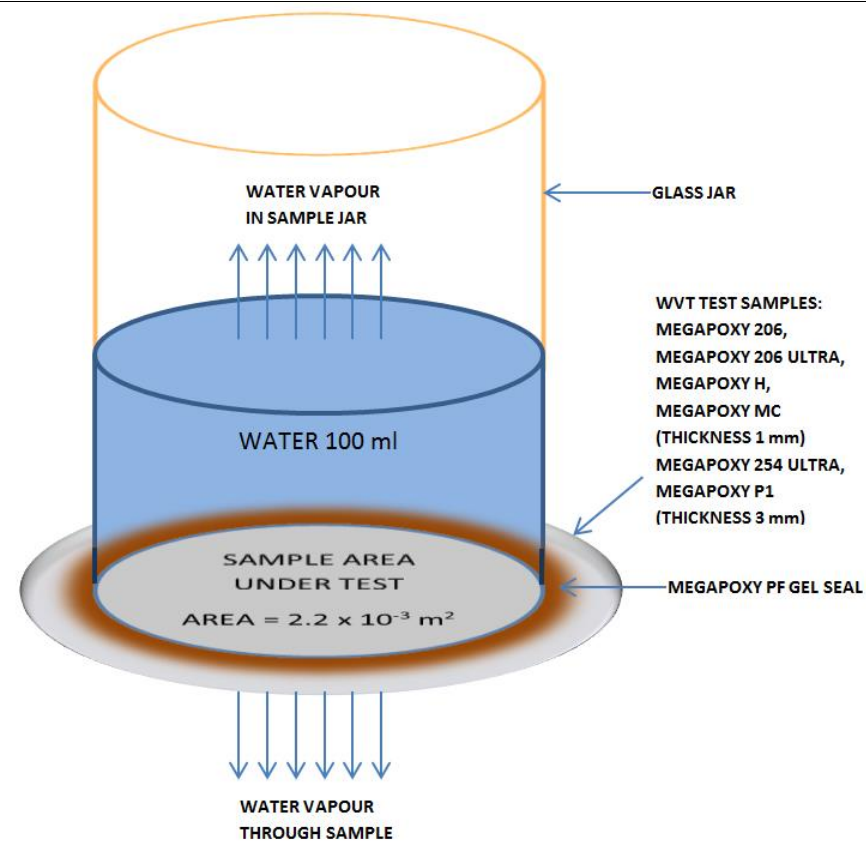 WATER VAPOUR
IN SAMPLE JAR
GLASS JAR
WVT TEST SAMPLES:
MEGAPOXY 206,
MEGAPOXY 206 ULTRA,
MEGAPOXY H,
MEGAPOXY MC
(THICKNESS 1 mm)
MEGAPOXY 254 ULTRA,
MEGAPOXY P1
(THICKNESS 3 mm)
WATER 100 ml
SAMPLE AREA
UNDER TEST
AREA = 2.2 x 10⁻³ m²
MEGAPOXY PF GEL SEAL
WATER VAPOUR
THROUGH SAMPLE